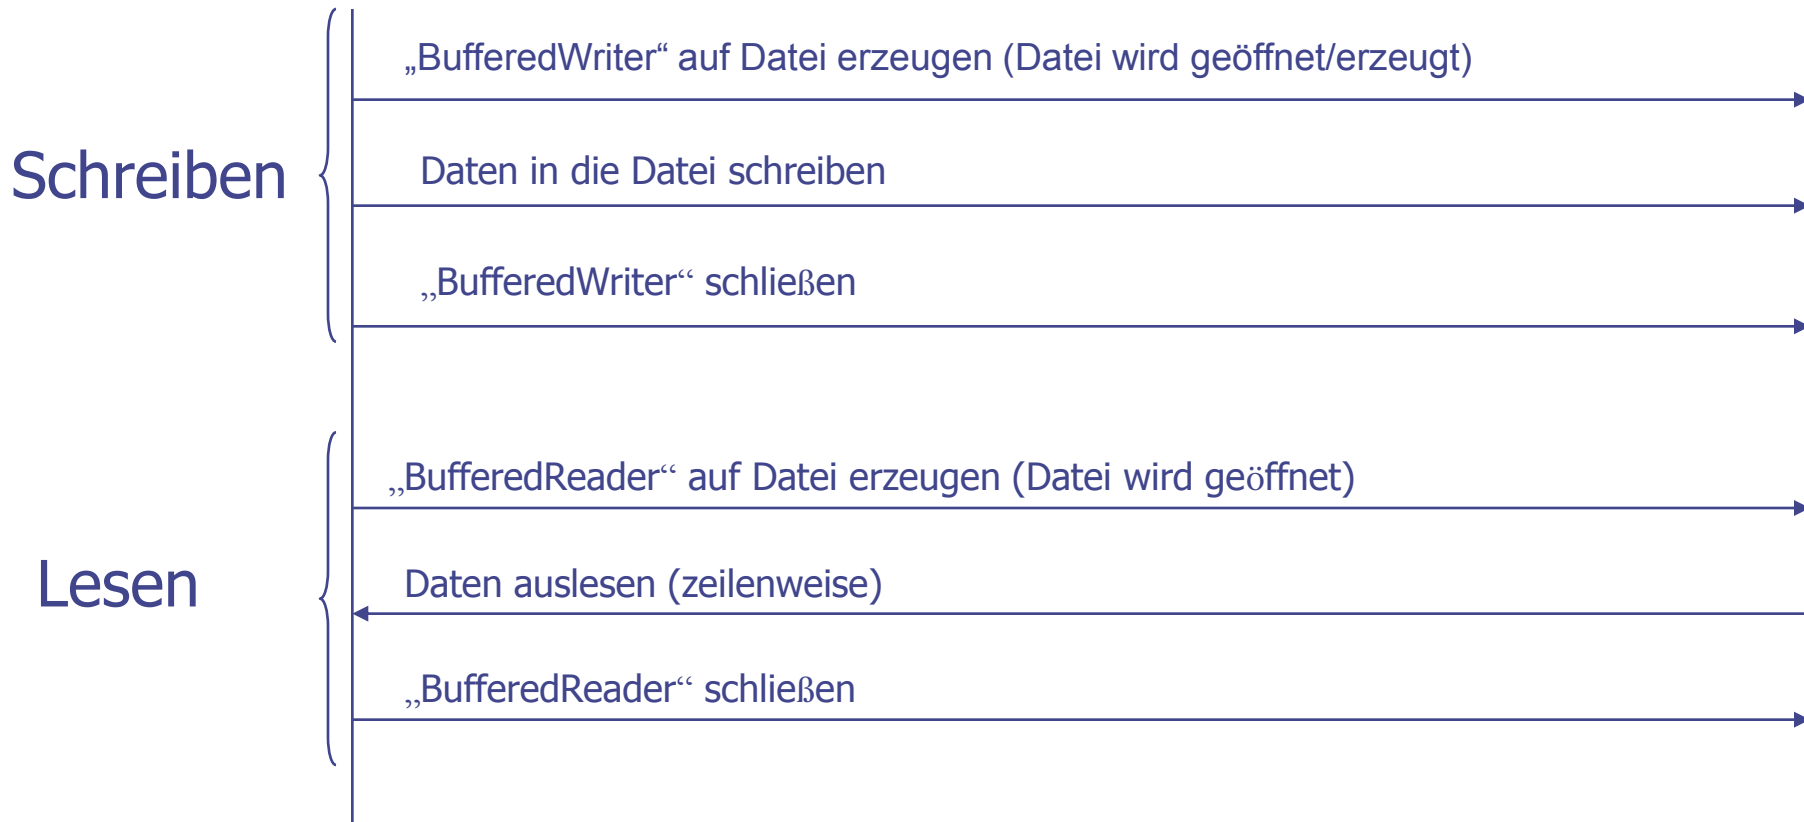 „BufferedWriter“ auf Datei erzeugen (Datei wird geöffnet/erzeugt)
Schreiben
Daten in die Datei schreiben
„BufferedWriter“ schließen
„BufferedReader“ auf Datei erzeugen (Datei wird geöffnet)
Lesen
Daten auslesen (zeilenweise)
„BufferedReader“ schließen